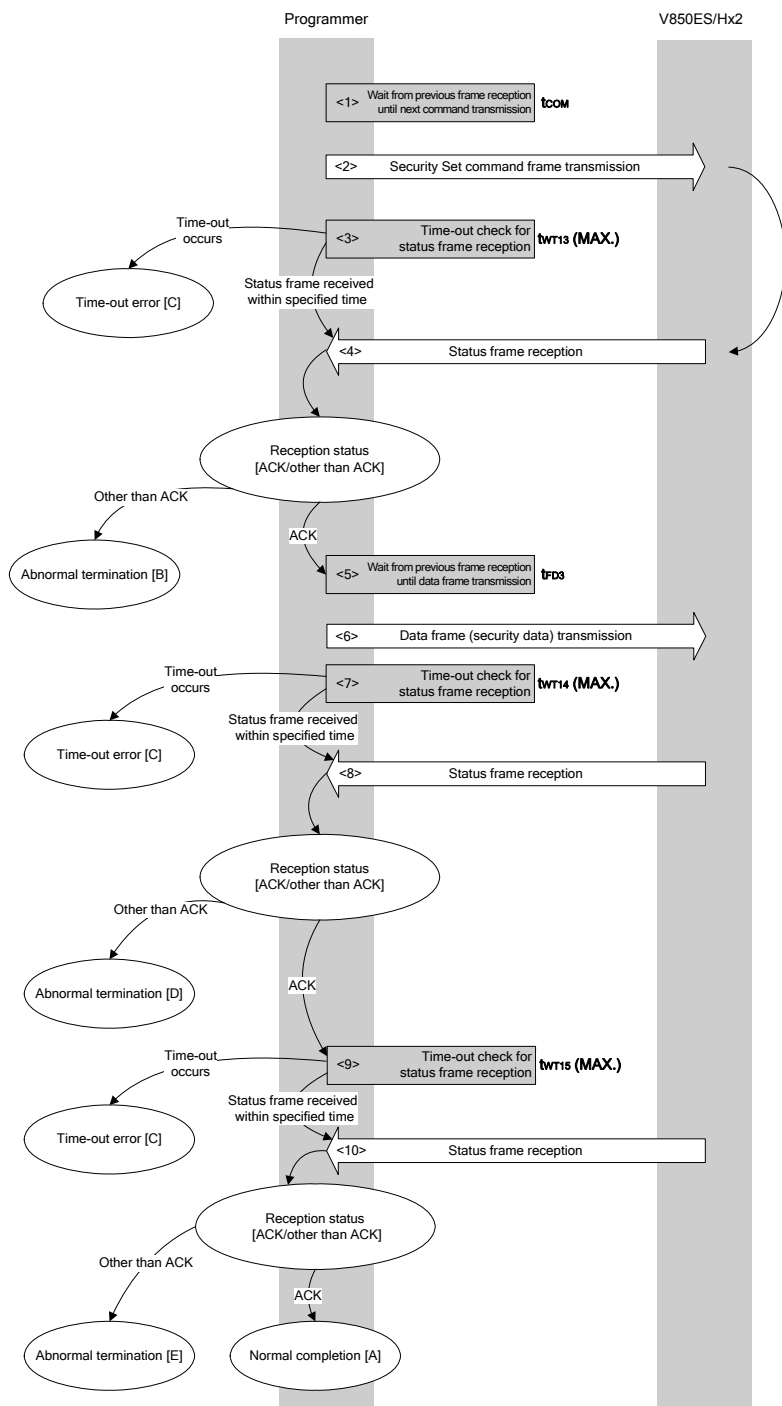 Programmer
V850ES/Hx2
<1> Wait from previous frame reception
until next command transmission
tCOM
<2> Security Set command frame transmission
Time-out
occurs
<3> Time-out check for
status frame reception
tWT13 (MAX.)
Time-out error [C]
Status frame received
within specified time
<4> Status frame reception
Reception status
[ACK/other than ACK]
Other than ACK
ACK
Abnormal termination [B]
<5> Wait from previous frame reception
until data frame transmission
tFD3
<6> Data frame (security data) transmission
Time-out
occurs
<7> Time-out check for
status frame reception
tWT14 (MAX.)
Status frame received
within specified time
Time-out error [C]
<8> Status frame reception
Reception status
[ACK/other than ACK]
Other than ACK
Abnormal termination [D]
ACK
Time-out
occurs
<9> Time-out check for
status frame reception
tWT15 (MAX.)
Status frame received
within specified time
Time-out error [C]
<10> Status frame reception
Reception status
[ACK/other than ACK]
Other than ACK
ACK
Abnormal termination [E]
Normal completion [A]